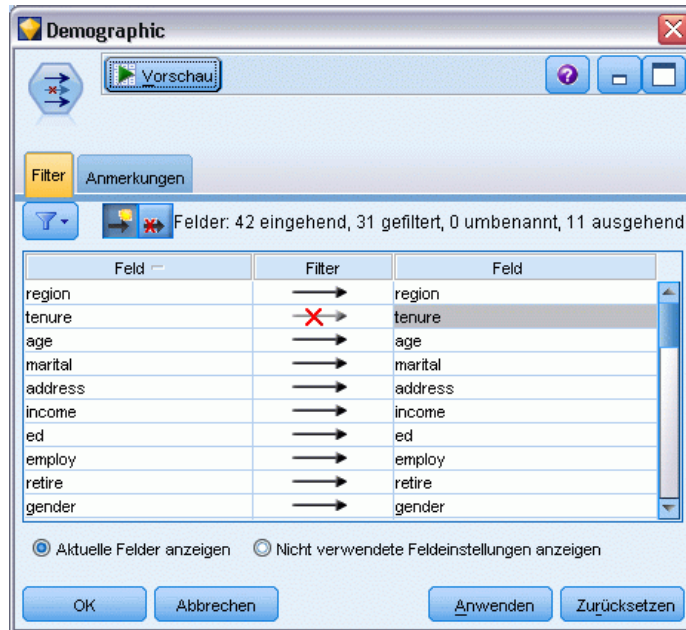 Demographic
Vorschau
Filter Anmerkungen
Felder: 42 eingehend, 31 gefiltert, 0 umbenannt, 11 ausgehend
Feld Filter Feld
region region
tenure tenure
age age
marital marital
address address
income income
ed ed
employ employ
retire retire
gender gender
Aktuelle Felder anzeigen Nicht verwendete Feldeinstellungen anzeigen
OK Abbrechen Anwenden Zurücksetzen